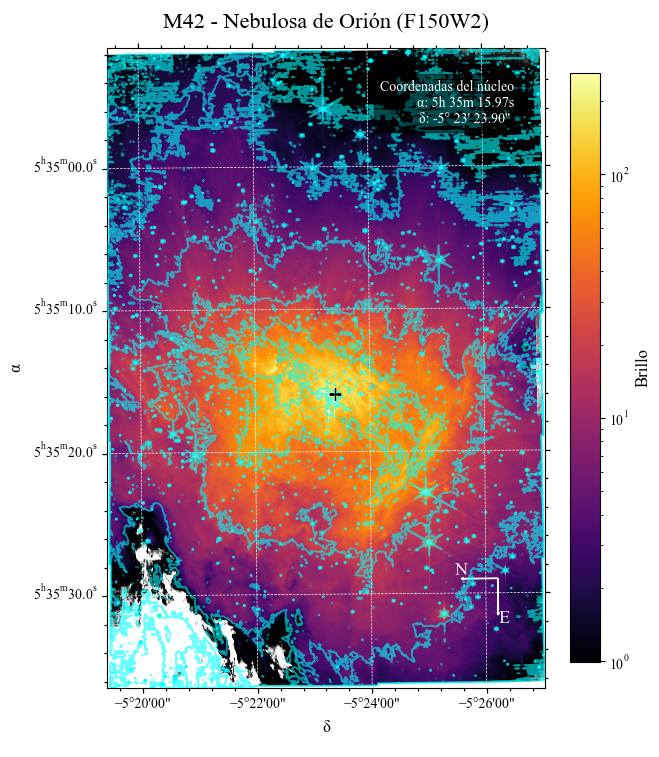 M42 - Nebulosa de Orión (F150W2)
Coordenadas del núcleo
α: 5h 35m 15.97s
δ: -5° 23' 23.90"
5ʰ35ᵐ00.0ˢ
5ʰ35ᵐ10.0ˢ
5ʰ35ᵐ20.0ˢ
5ʰ35ᵐ30.0ˢ
α
N
E
−5°20'00"
−5°22'00"
−5°24'00"
−5°26'00"
δ
10²
10¹
10⁰
Brillo